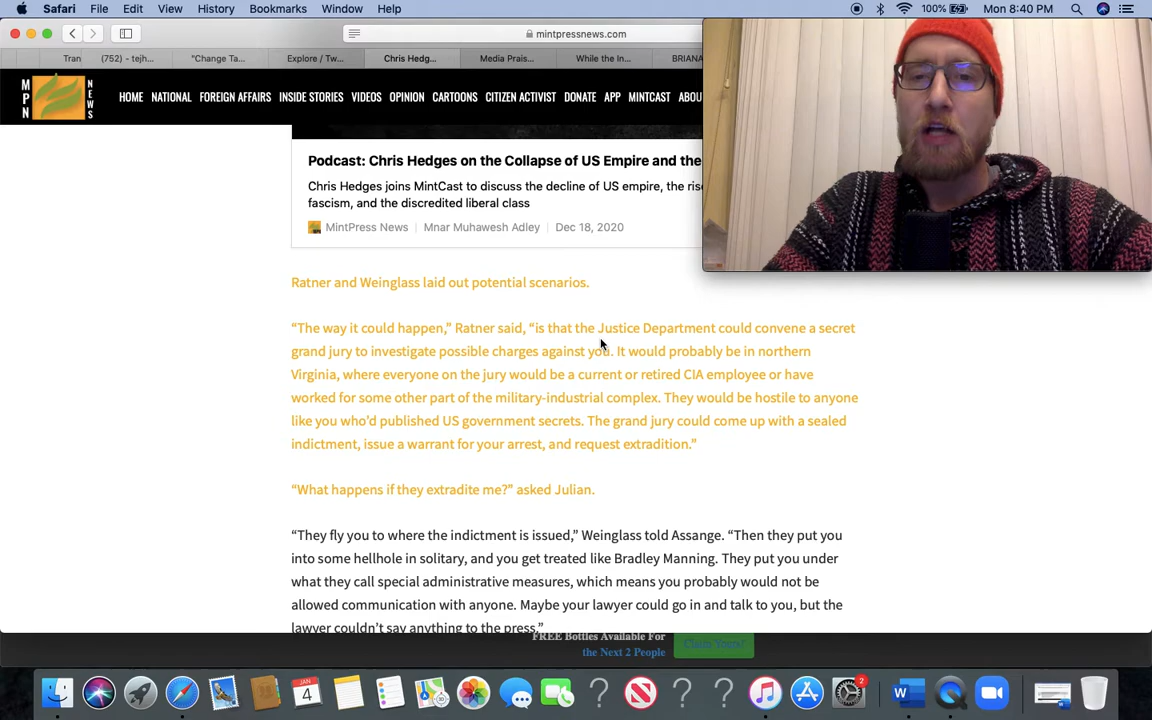 Safari File Edit View History Bookmarks Window Help 100% Mon 8:40 PM
mintpressnews.com
Tran (752) – tejh... "Change Ta... Explore / Tw... Chris Hedg... Media Prais... While the In... BRIANA
MPN NEWS HOME NATIONAL FOREIGN AFFAIRS INSIDE STORIES VIDEOS OPINION CARTOONS CITIZEN ACTIVIST DONATE APP MINTCAST ABOU
Podcast: Chris Hedges on the Collapse of US Empire and the
Chris Hedges joins MintCast to discuss the decline of US empire, the ris
fascism, and the discredited liberal class
MintPress News Mnar Muhawesh Adley Dec 18, 2020
Ratner and Weinglass laid out potential scenarios.
“The way it could happen,” Ratner said, “is that the Justice Department could convene a secret
grand jury to investigate possible charges against you. It would probably be in northern
Virginia, where everyone on the jury would be a current or retired CIA employee or have
worked for some other part of the military-industrial complex. They would be hostile to anyone
like you who’d published US government secrets. The grand jury could come up with a sealed
indictment, issue a warrant for your arrest, and request extradition.”
“What happens if they extradite me?” asked Julian.
“They fly you to where the indictment is issued,” Weinglass told Assange. “Then they put you
into some hellhole in solitary, and you get treated like Bradley Manning. They put you under
what they call special administrative measures, which means you probably would not be
allowed communication with anyone. Maybe your lawyer could go in and talk to you, but the
lawyer couldn’t say anything to the press.”
FREE Bottles Available For
the Next 2 People
JAN
4
2